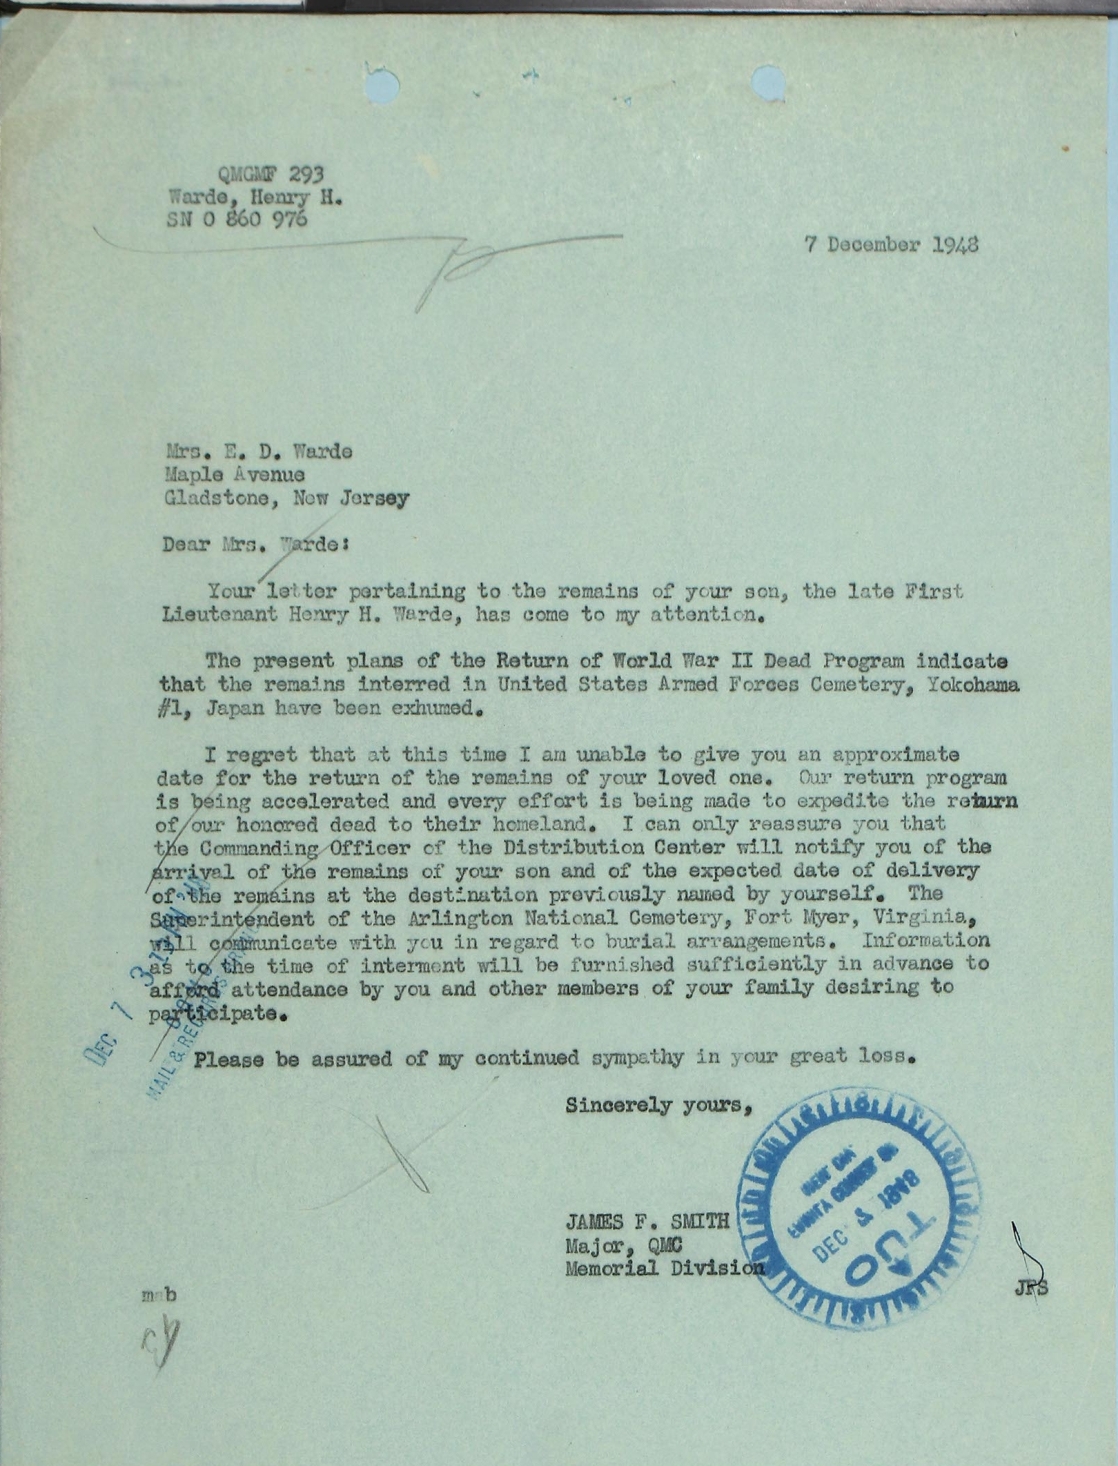 QMGMF 293
Warde, Henry H.
SN O 860 976
7 December 1948
Mrs. E. D. Warde
Maple Avenue
Gladstone, New Jersey
Dear Mrs. Warde:
Your letter pertaining to the remains of your son, the late First
Lieutenant Henry H. Warde, has come to my attention.
The present plans of the Return of World War II Dead Program indicate
that the remains interred in United States Armed Forces Cemetery, Yokohama
#1, Japan have been exhumed.
I regret that at this time I am unable to give you an approximate
date for the return of the remains of your loved one. Our return program
is being accelerated and every effort is being made to expedite the return
of our honored dead to their homeland. I can only reassure you that
the Commanding Officer of the Distribution Center will notify you of the
arrival of the remains of your son and of the expected date of delivery
of the remains at the destination previously named by yourself. The
Superintendent of the Arlington National Cemetery, Fort Myer, Virginia,
will communicate with you in regard to burial arrangements. Information
as to the time of interment will be furnished sufficiently in advance to
afford attendance by you and other members of your family desiring to
participate.
DEC 7 3
MAIL & RECORDS
Please be assured of my continued sympathy in your great loss.
Sincerely yours,
DEC 1948
OUT
JAMES F. SMITH
Major, QMC
Memorial Division
JFS
mab